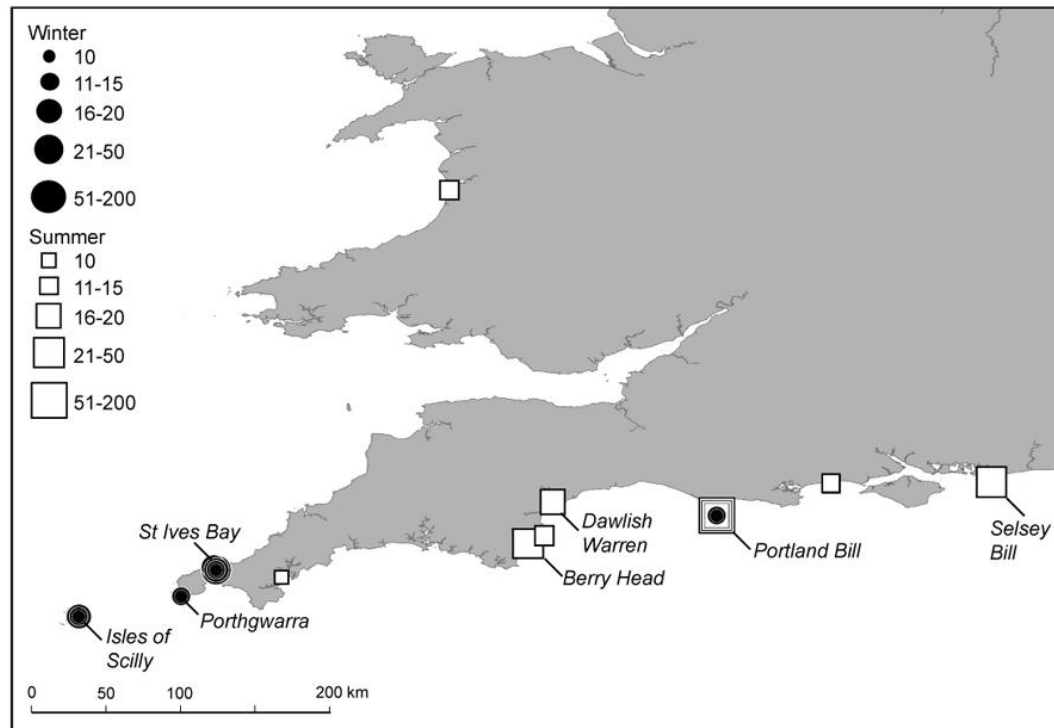 Winter
10
11-15
16-20
21-50
51-200
Summer
10
11-15
16-20
21-50
51-200
St Ives Bay
Porthgwarra
Isles of
Scilly
Dawlish
Warren
Berry Head
Portland Bill
Selsey
Bill
0 50 100 200 km